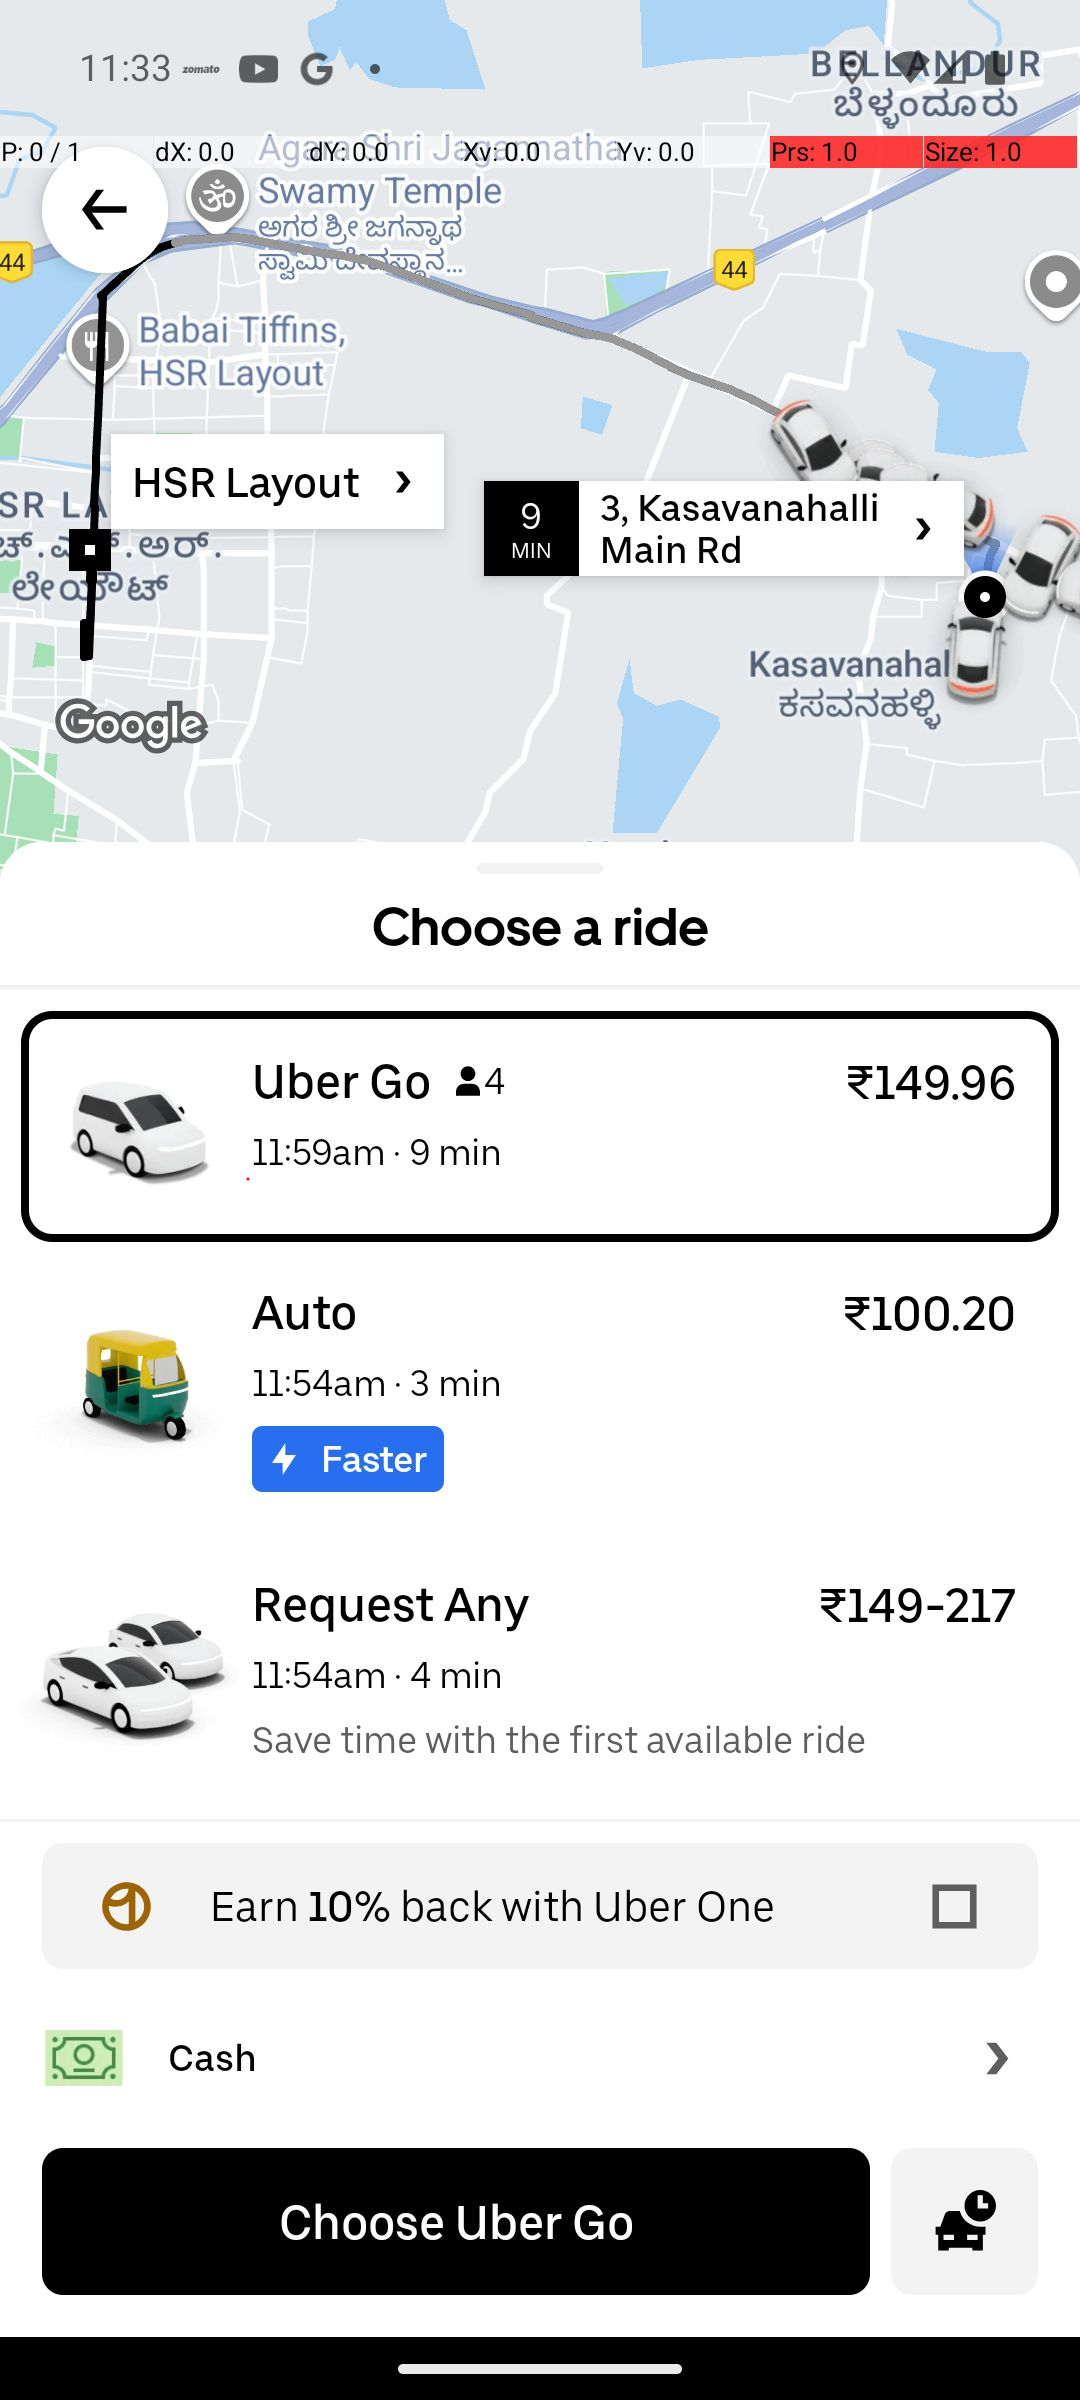 11:33 zomato
BELLANDUR
ಬೆಳ್ಳಂದೂರು
P: 0 / 1 dX: 0.0 dY: 0.0 Xv: 0.0 Yv: 0.0 Prs: 1.0 Size: 1.0
Agara Shri Jagannatha
Swamy Temple
ಅಗರ ಶ್ರೀ ಜಗನ್ನಾಥ
ಸ್ವಾಮಿ ದೇವಸ್ಥಾನ...
44
44
Babai Tiffins,
HSR Layout
HSR Layout
9 MIN
3, Kasavanahalli
Main Rd
SR LA
ಲೇಯೌಟ್
Kasavanahal
ಕಸವನಹಳ್ಳಿ
Google
Choose a ride
Uber Go 4 ₹149.96
11:59am · 9 min
Auto ₹100.20
11:54am · 3 min
Faster
Request Any ₹149-217
11:54am · 4 min
Save time with the first available ride
Earn 10% back with Uber One
Cash
Choose Uber Go